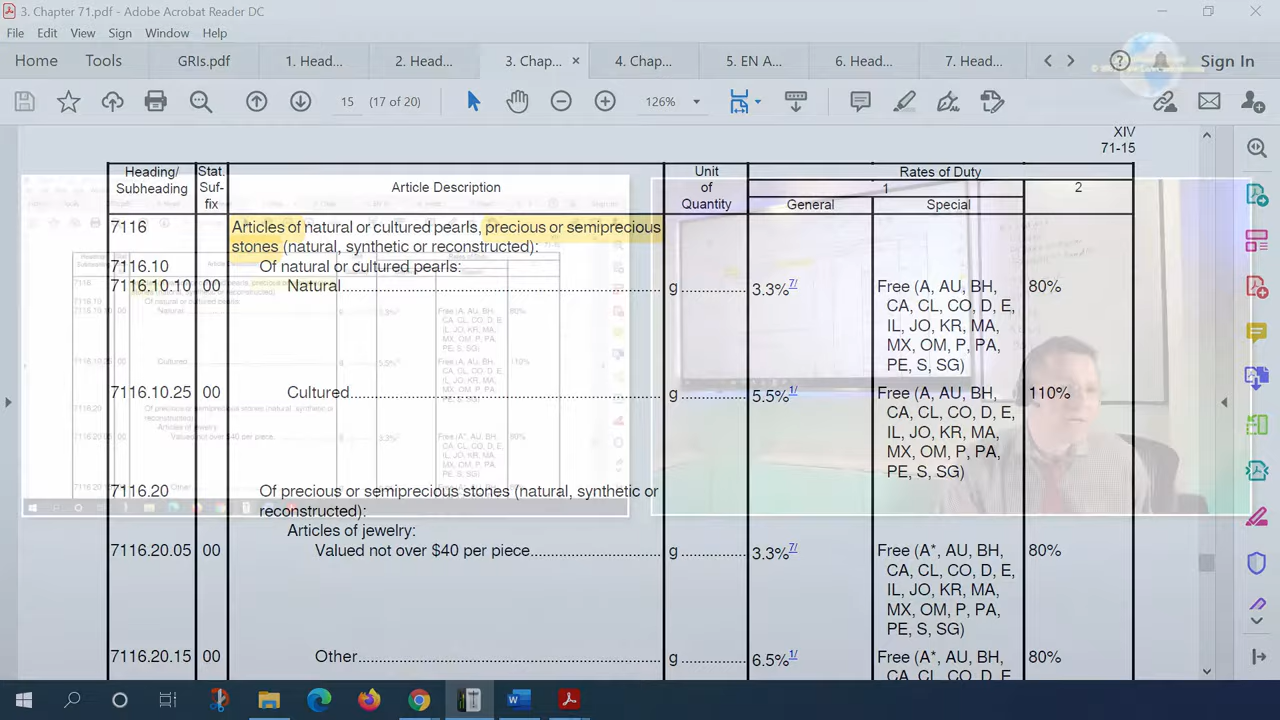 3. Chapter 71.pdf - Adobe Acrobat Reader DC
File Edit View Sign Window Help
Home Tools GRIs.pdf 1. Head... 2. Head... 3. Chap... × 4. Chap... 5. EN A... 6. Head... 7. Head... Sign In
15 (17 of 20) 126%
XIV
71-15
Heading/ Stat. Unit Rates of Duty
Subheading Suf- Article Description of 1 2
fix Quantity General Special
7116 Articles of natural or cultured pearls, precious or semiprecious
stones (natural, synthetic or reconstructed):
7116.10 Of natural or cultured pearls:
7116.10.10 00 Natural g 3.3% 7/ Free (A, AU, BH, 80%
CA, CL, CO, D, E,
IL, JO, KR, MA,
MX, OM, P, PA,
PE, S, SG)
7116.10.25 00 Cultured g 5.5% 1/ Free (A, AU, BH, 110%
CA, CL, CO, D, E,
IL, JO, KR, MA,
MX, OM, P, PA,
PE, S, SG)
7116.20 Of precious or semiprecious stones (natural, synthetic or
reconstructed):
Articles of jewelry:
7116.20.05 00 Valued not over $40 per piece g 3.3% 7/ Free (A*, AU, BH, 80%
CA, CL, CO, D, E,
IL, JO, KR, MA,
MX, OM, P, PA,
PE, S, SG)
7116.20.15 00 Other g 6.5% 1/ Free (A*, AU, BH, 80%
CA, CL, CO, D, E,